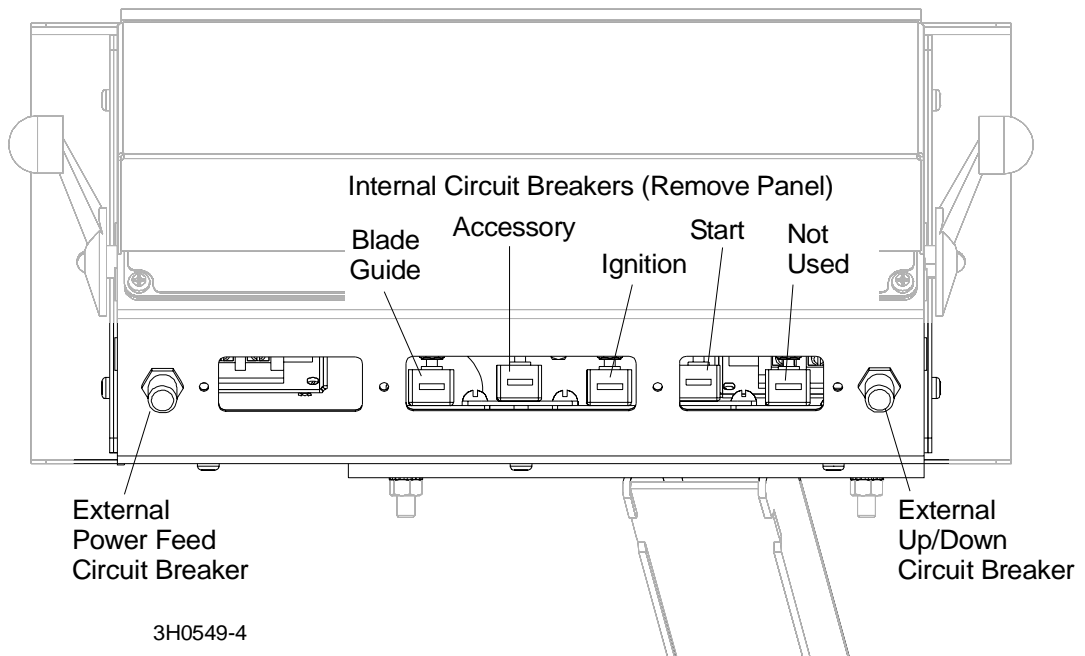 Internal Circuit Breakers (Remove Panel)
Blade
Guide
Accessory
Ignition
Start
Not
Used
External
Power Feed
Circuit Breaker
External
Up/Down
Circuit Breaker
3H0549-4